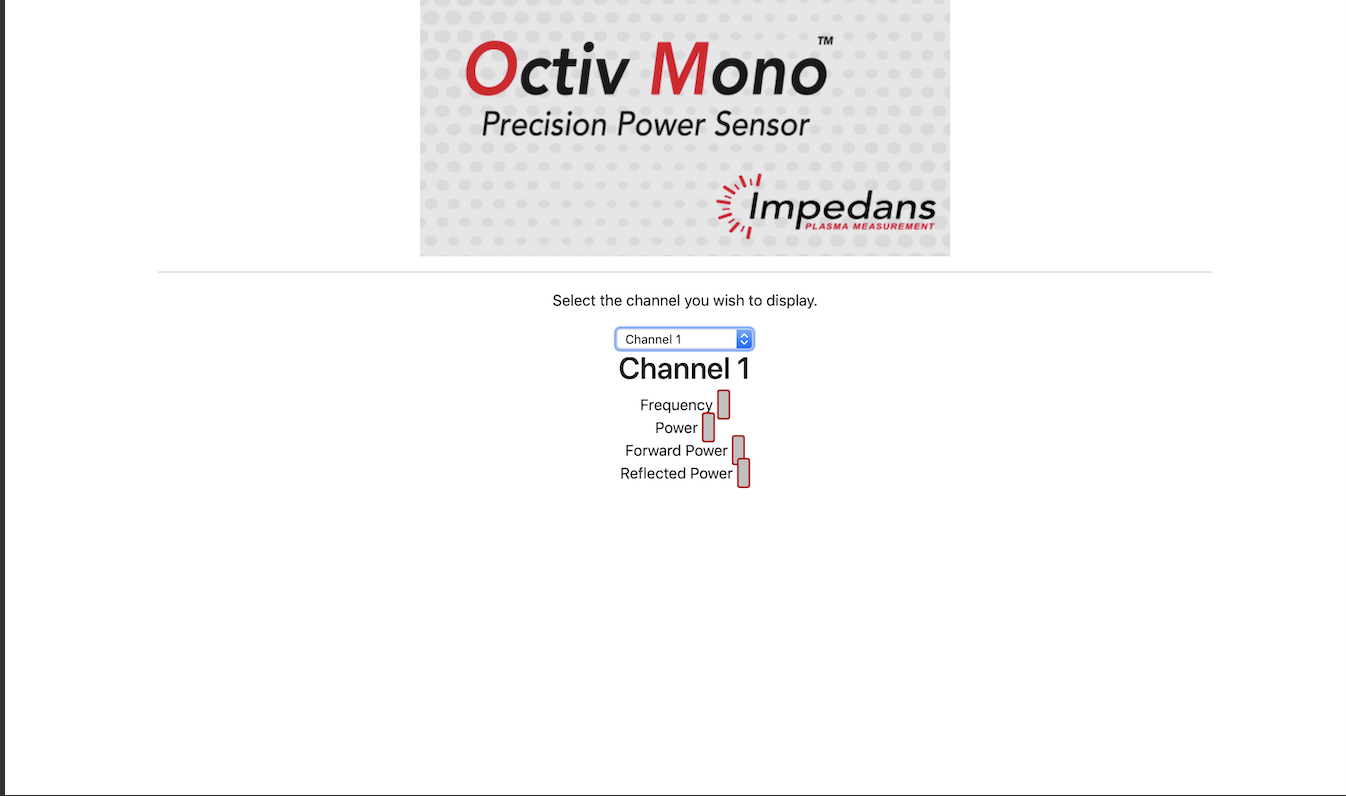 Octiv Mono™
Precision Power Sensor
Impedans
PLASMA MEASUREMENT
Select the channel you wish to display.
Channel 1
Channel 1
Frequency
Power
Forward Power
Reflected Power